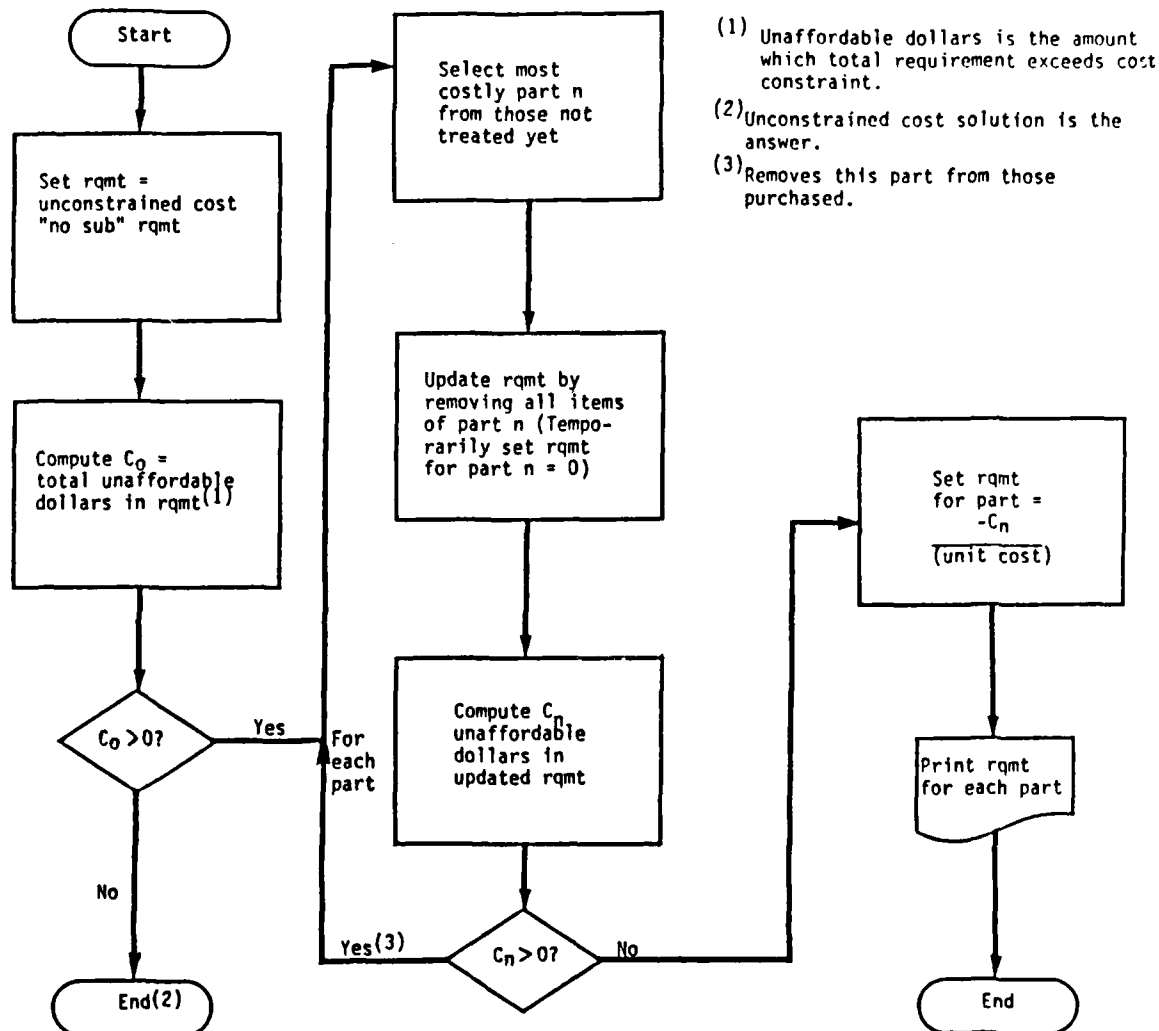 Start
Set rqmt =
unconstrained cost
"no sub" rqmt
Compute Co =
total unaffordable
dollars in rqmt(1)
Co >0?
Yes
No
End(2)
For
each
part
Select most
costly part n
from those not
treated yet
Update rqmt by
removing all items
of part n (Tempo-
rarily set rqmt
for part n = 0)
Compute Cn
unaffordable
dollars in
updated rqmt
Cn > 0?
Yes(3)
No
Set rqmt
for part =
-Cn
(unit cost)
Print rqmt
for each part
End
(1) Unaffordable dollars is the amount
which total requirement exceeds cost
constraint.
(2) Unconstrained cost solution is the
answer.
(3) Removes this part from those
purchased.